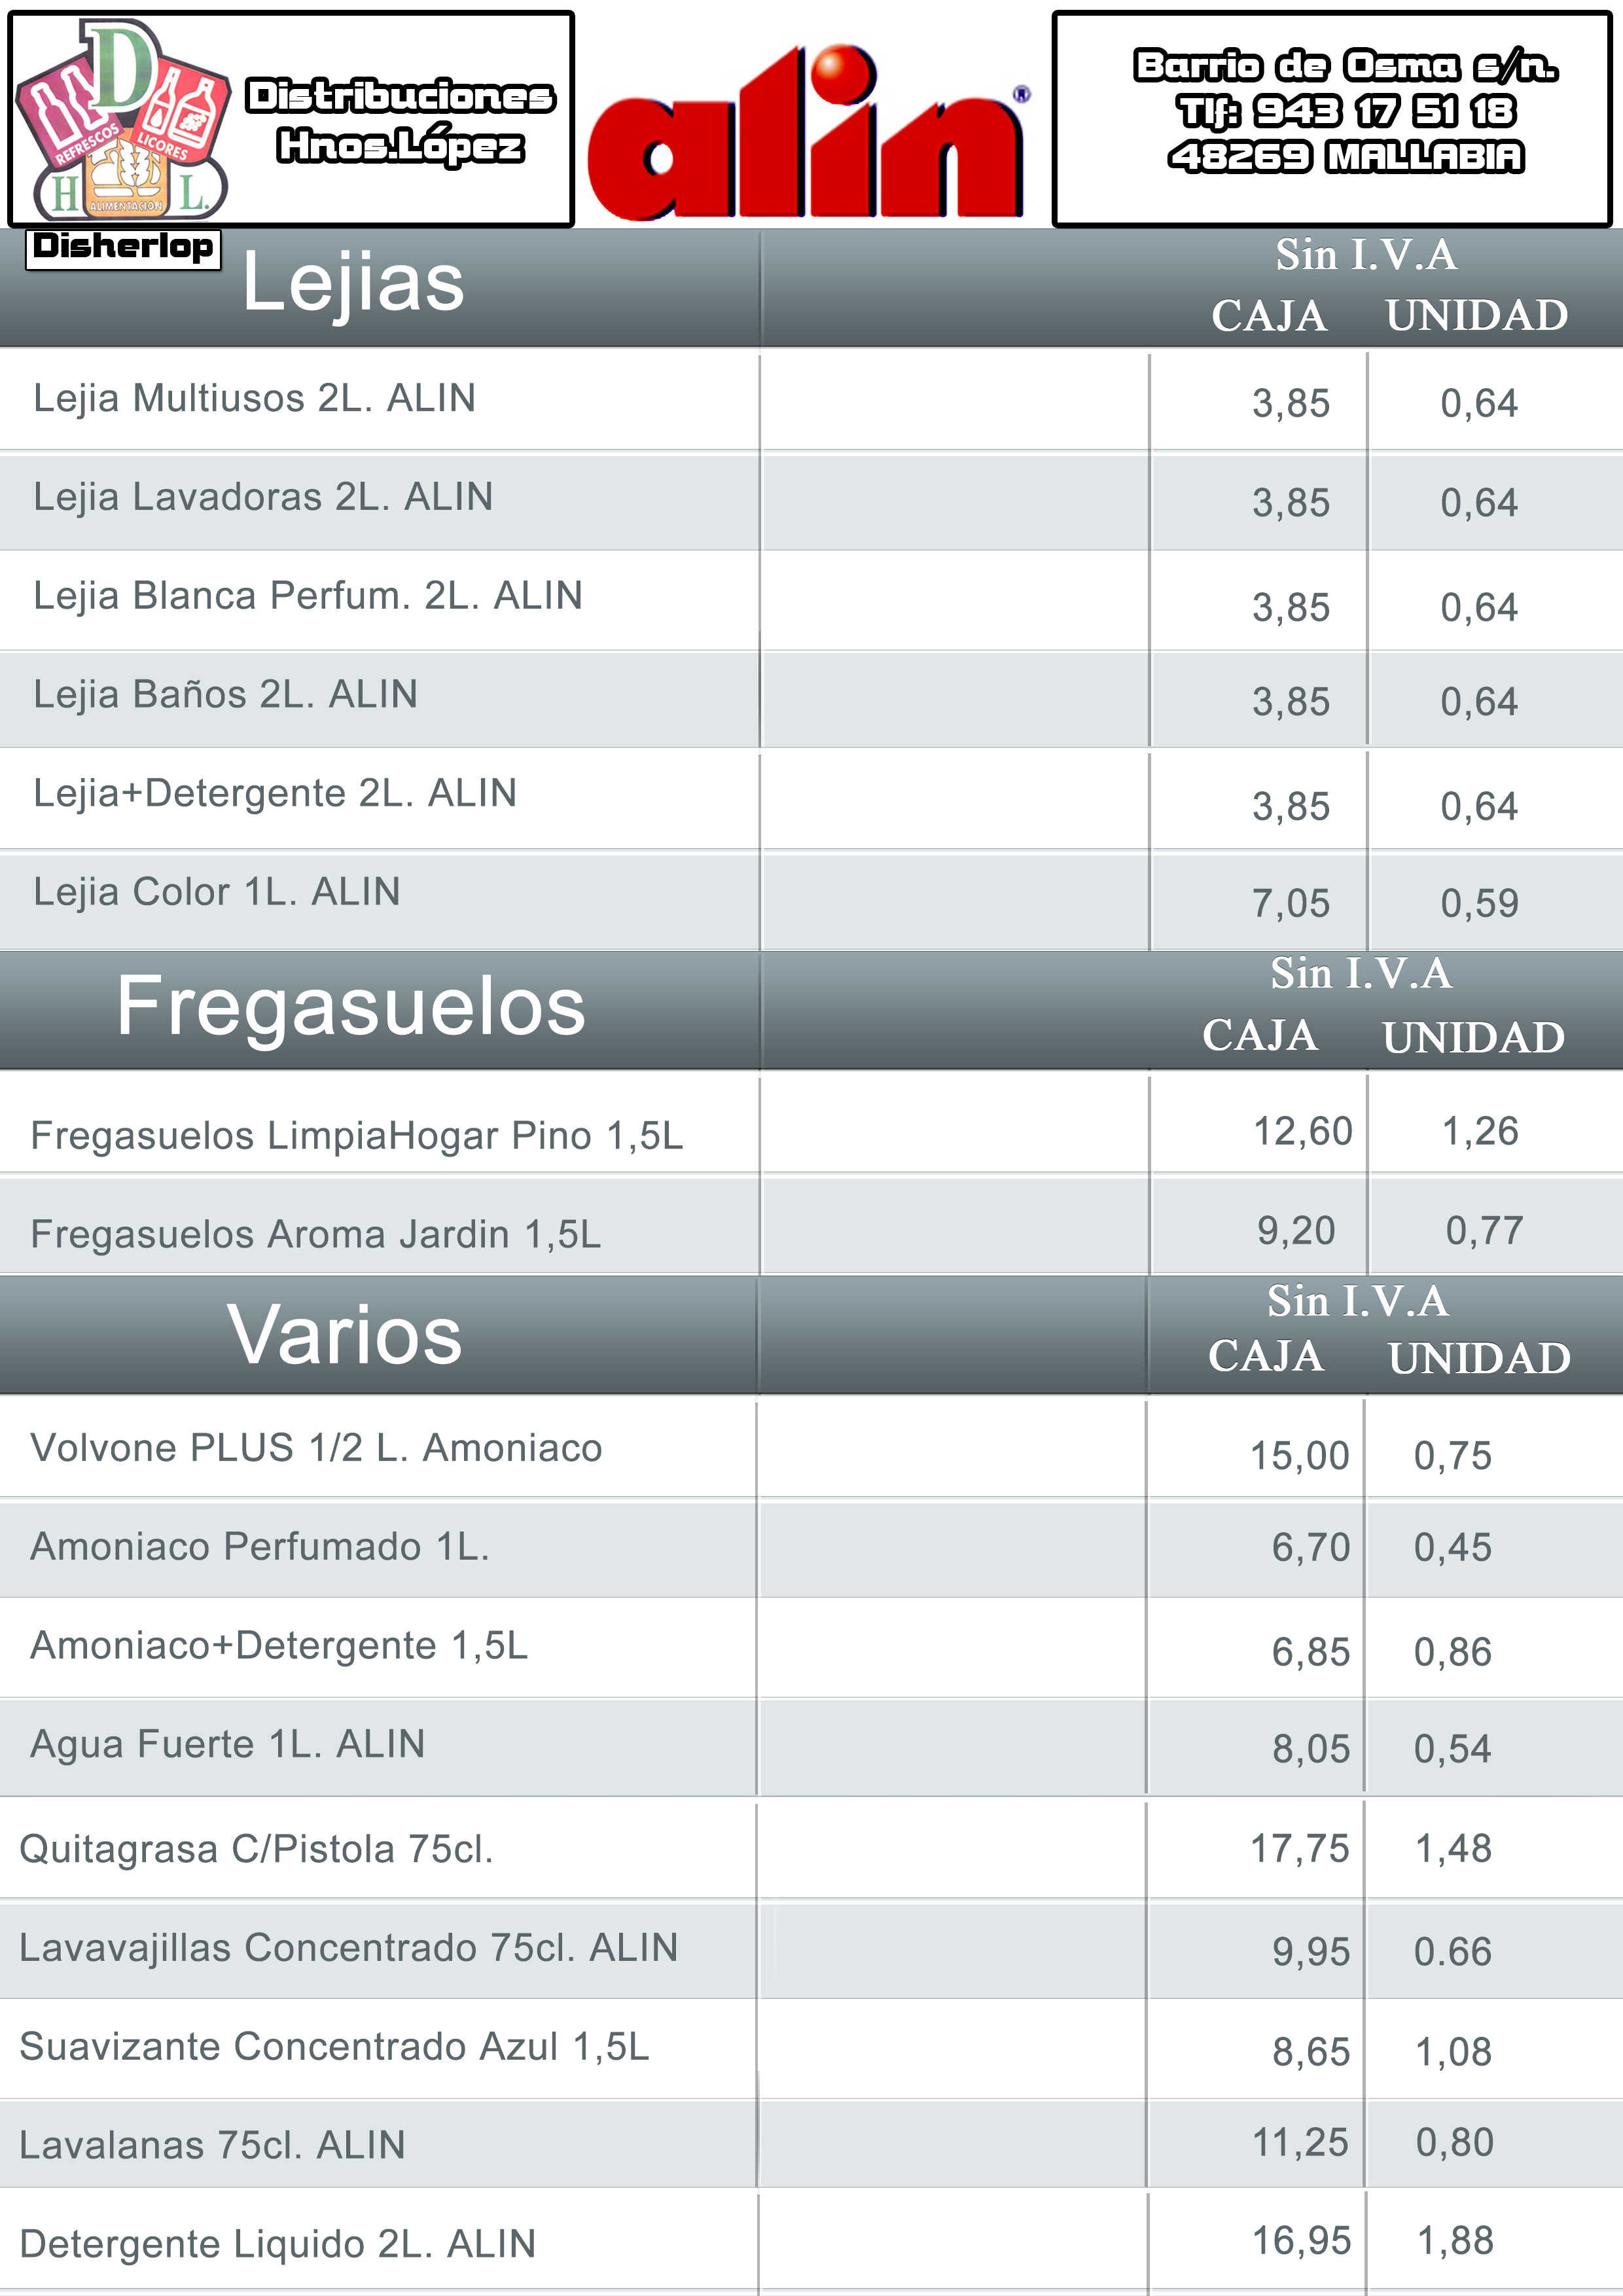 D
REFRESCOS
LICORES
H
L.
ALIMENTACION
Distribuciones
Hnos.López
alin®
Barrio de Osma s/n.
Tlf: 943 17 51 18
48269 MALLABIA
Disherlop
Lejias Sin I.V.A
CAJA UNIDAD
Lejia Multiusos 2L. ALIN 3,85 0,64
Lejia Lavadoras 2L. ALIN 3,85 0,64
Lejia Blanca Perfum. 2L. ALIN 3,85 0,64
Lejia Baños 2L. ALIN 3,85 0,64
Lejia+Detergente 2L. ALIN 3,85 0,64
Lejia Color 1L. ALIN 7,05 0,59
Fregasuelos Sin I.V.A
CAJA UNIDAD
Fregasuelos LimpiaHogar Pino 1,5L 12,60 1,26
Fregasuelos Aroma Jardin 1,5L 9,20 0,77
Varios Sin I.V.A
CAJA UNIDAD
Volvone PLUS 1/2 L. Amoniaco 15,00 0,75
Amoniaco Perfumado 1L. 6,70 0,45
Amoniaco+Detergente 1,5L 6,85 0,86
Agua Fuerte 1L. ALIN 8,05 0,54
Quitagrasa C/Pistola 75cl. 17,75 1,48
Lavavajillas Concentrado 75cl. ALIN 9,95 0.66
Suavizante Concentrado Azul 1,5L 8,65 1,08
Lavalanas 75cl. ALIN 11,25 0,80
Detergente Liquido 2L. ALIN 16,95 1,88